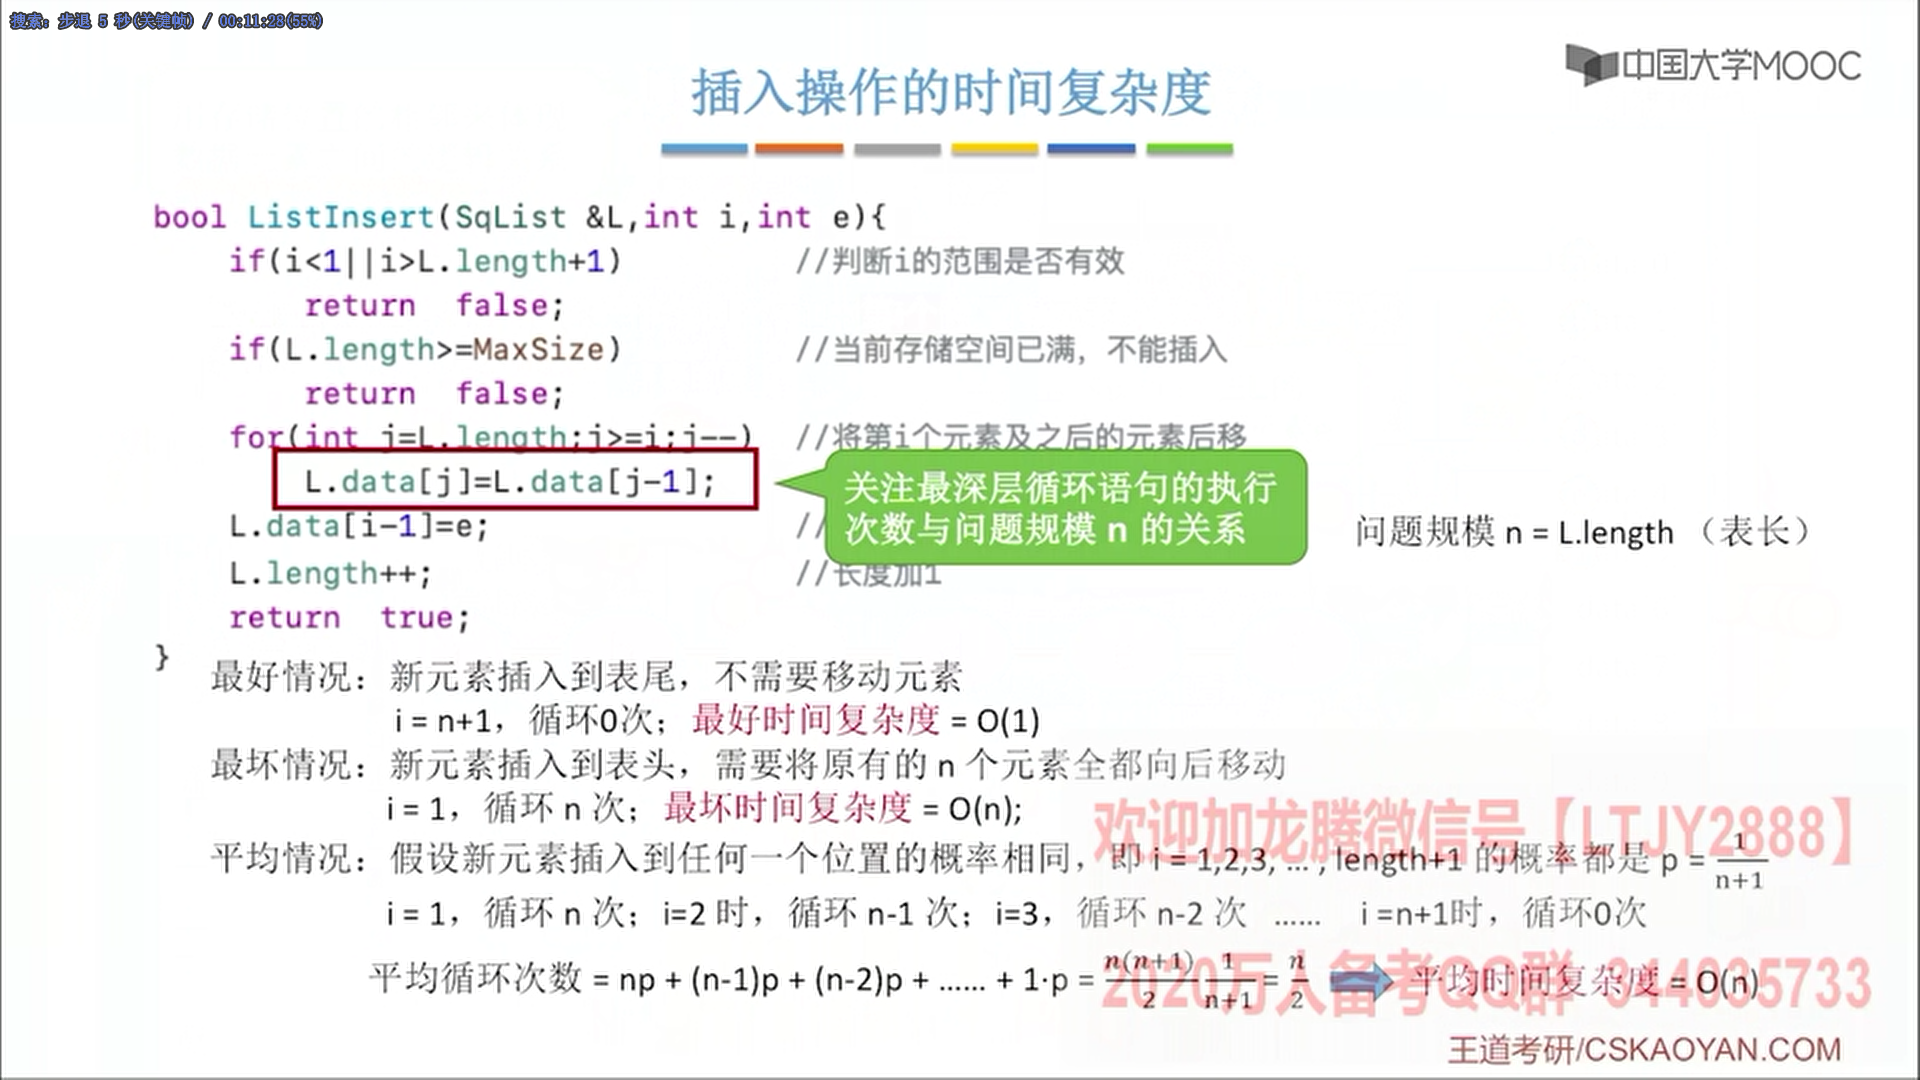 搜索: 步退 5 秒(关键帧) / 00:11:28(55%)
中国大学MOOC
插入操作的时间复杂度
bool ListInsert(SqList &L,int i,int e){
if(i<1||i>L.length+1) //判断i的范围是否有效
return false;
if(L.length>=MaxSize) //当前存储空间已满，不能插入
return false;
for(int j=L.length;j>=i;j--) //将第i个元素及之后的元素后移
L.data[j]=L.data[j-1];
关注最深层循环语句的执行
次数与问题规模 n 的关系
L.data[i-1]=e; //
问题规模 n = L.length （表长）
L.length++; //长度加1
return true;
}
最好情况：新元素插入到表尾，不需要移动元素
i = n+1，循环0次；最好时间复杂度 = O(1)
最坏情况：新元素插入到表头，需要将原有的 n 个元素全都向后移动
i = 1，循环 n 次；最坏时间复杂度 = O(n);
欢迎加龙腾微信号【LTJY2888】
平均情况：假设新元素插入到任何一个位置的概率相同，即 i = 1,2,3, … , length+1 的概率都是 p = 1/(n+1)
i = 1，循环 n 次；i=2 时，循环 n-1 次；i=3，循环 n-2 次 …… i =n+1时，循环0次
平均循环次数 = np + (n-1)p + (n-2)p + …… + 1·p = n(n+1)/2 1/(n+1) = n/2 平均时间复杂度 = O(n)
2020万人备考QQ群 344035733
王道考研/CSKAOYAN.COM